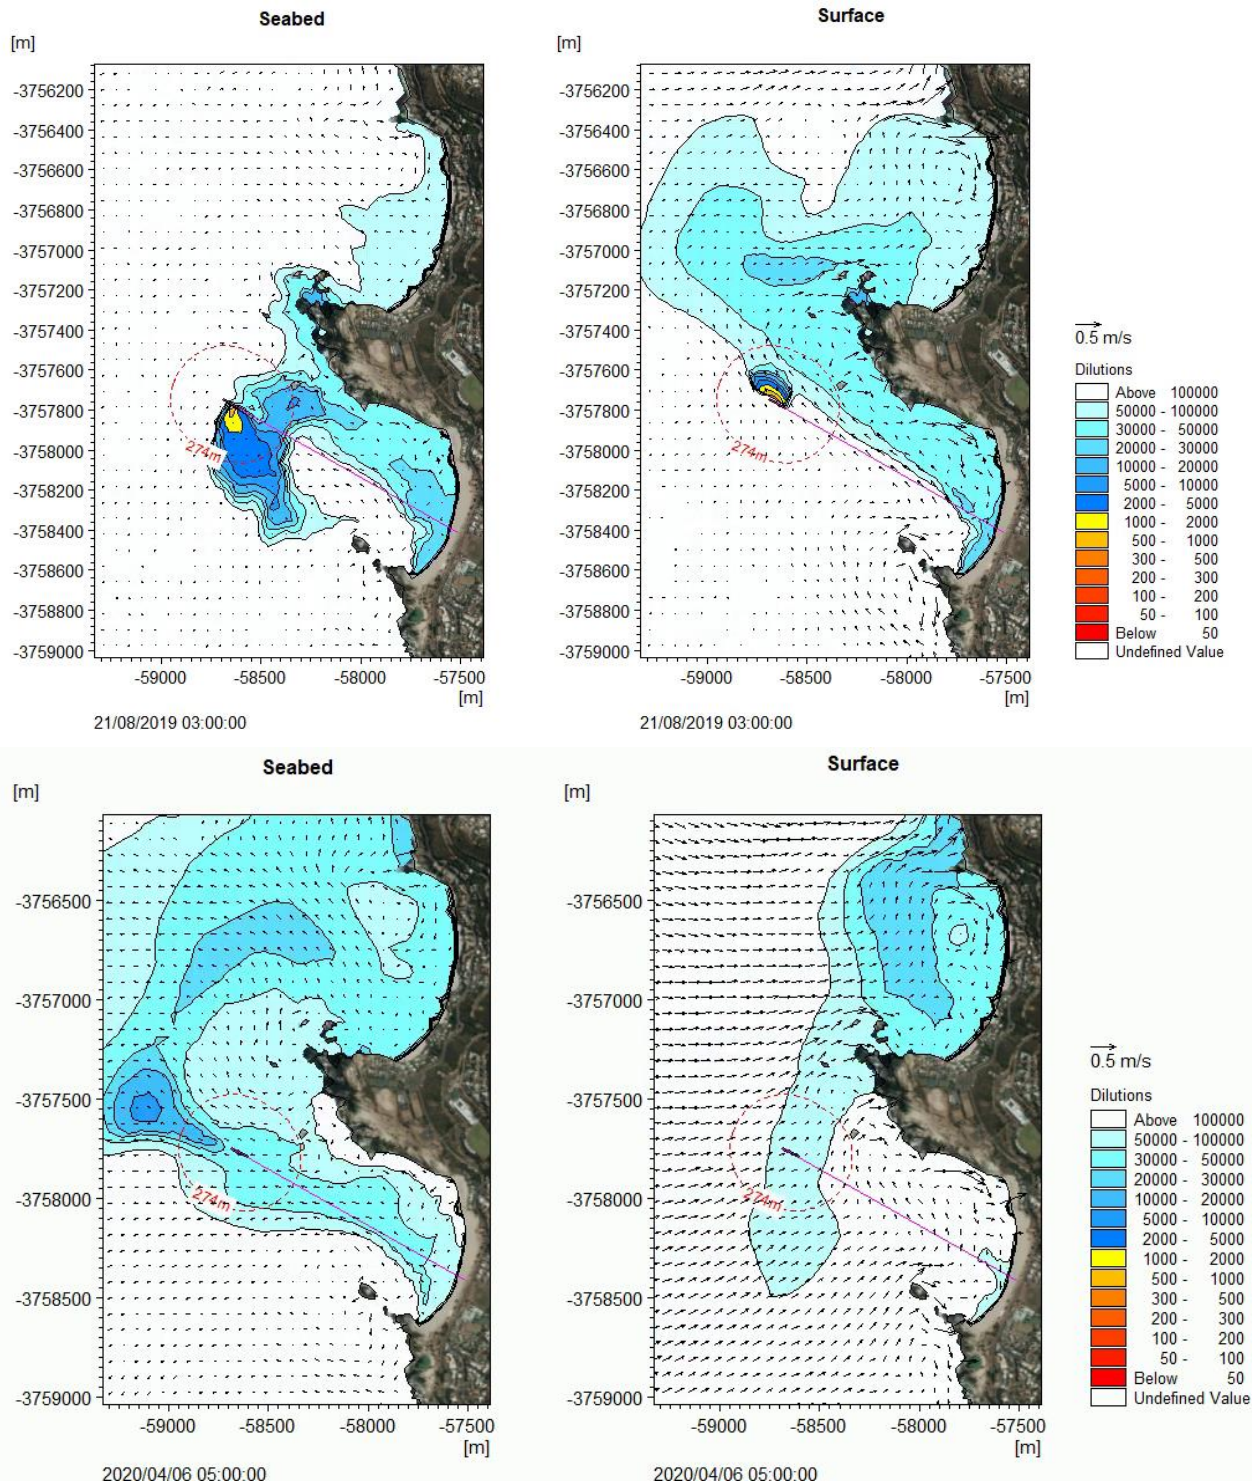 Seabed
Surface
[m]
[m]
-3756200
-3756400
-3756600
-3756800
-3757000
-3757200
-3757400
-3757600
-3757800
-3758000
-3758200
-3758400
-3758600
-3758800
-3759000
274m
-59000
-58500
-58000
-57500
[m]
21/08/2019 03:00:00
-3756200
-3756400
-3756600
-3756800
-3757000
-3757200
-3757400
-3757600
-3757800
-3758000
-3758200
-3758400
-3758600
-3758800
-3759000
274m
-59000
-58500
-58000
-57500
[m]
21/08/2019 03:00:00
0.5 m/s
Dilutions
Above 100000
50000 - 100000
30000 - 50000
20000 - 30000
10000 - 20000
5000 - 10000
2000 - 5000
1000 - 2000
500 - 1000
300 - 500
200 - 300
100 - 200
50 - 100
Below 50
Undefined Value
Seabed
Surface
[m]
[m]
-3756500
-3757000
-3757500
-3758000
-3758500
-3759000
274m
-59000
-58500
-58000
-57500
[m]
2020/04/06 05:00:00
-3756500
-3757000
-3757500
-3758000
-3758500
-3759000
274m
-59000
-58500
-58000
-57500
[m]
2020/04/06 05:00:00
0.5 m/s
Dilutions
Above 100000
50000 - 100000
30000 - 50000
20000 - 30000
10000 - 20000
5000 - 10000
2000 - 5000
1000 - 2000
500 - 1000
300 - 500
200 - 300
100 - 200
50 - 100
Below 50
Undefined Value